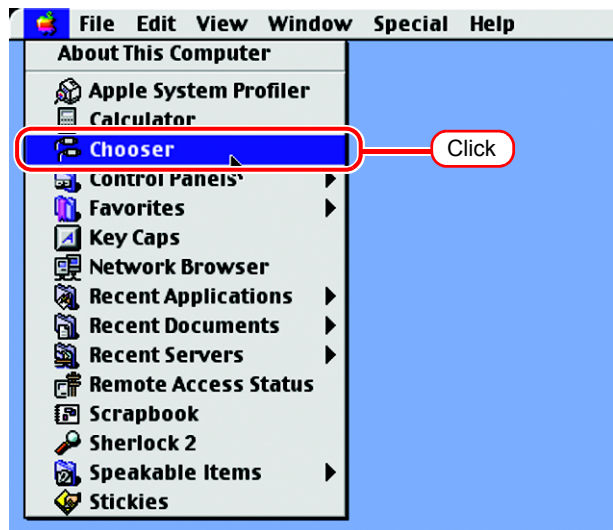 File Edit View Window Special Help
About This Computer
Apple System Profiler
Calculator
Chooser
Click
Control Panels
Favorites
Key Caps
Network Browser
Recent Applications
Recent Documents
Recent Servers
Remote Access Status
Scrapbook
Sherlock 2
Speakable Items
Stickies